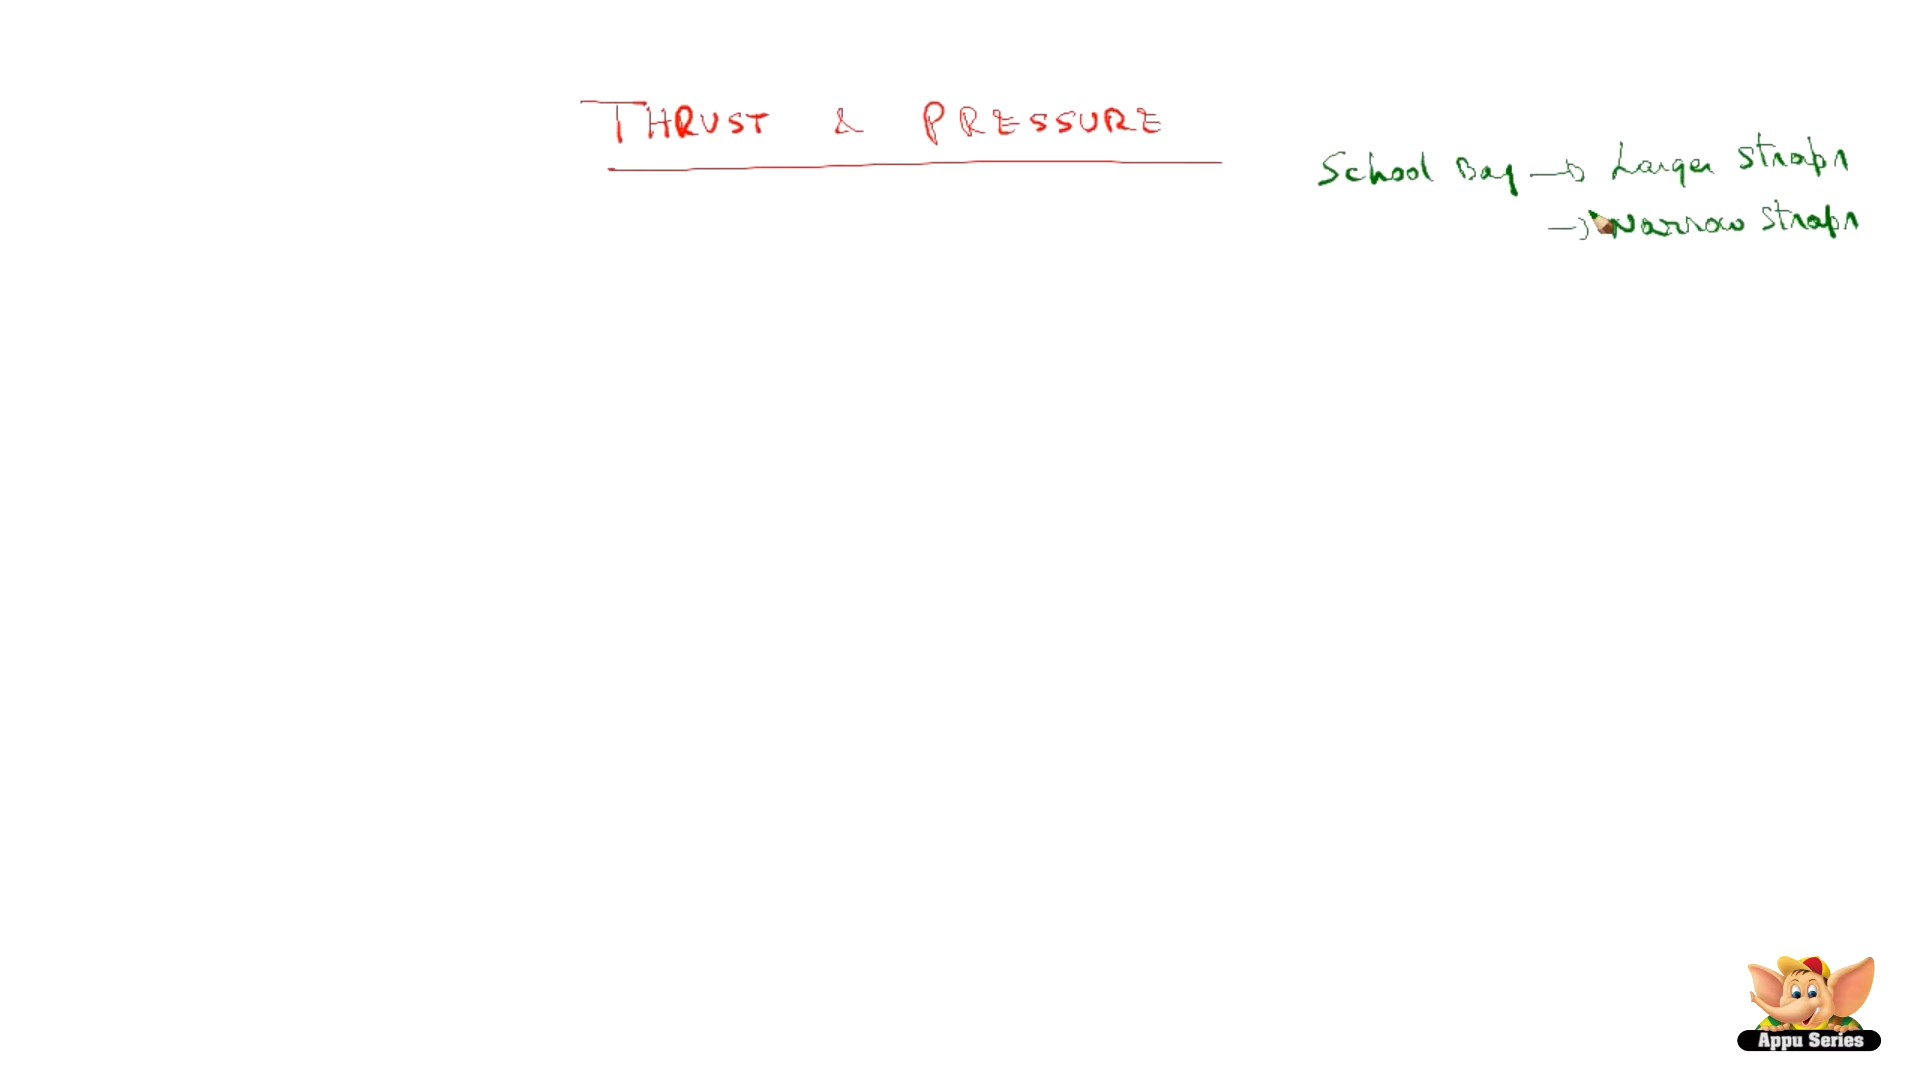 THRUST & PRESSURE
School Bag → Larger straps
→ Narrow straps
Appu Series